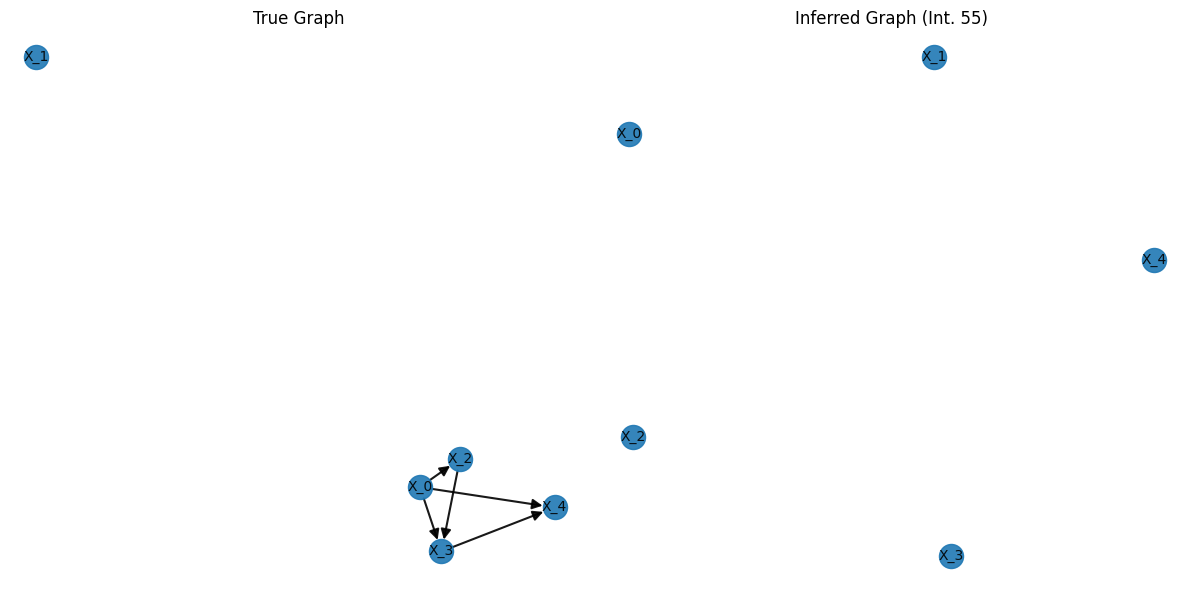 True Graph
X_1
X_2
X_0
X_4
X_3
Inferred Graph (Int. 55)
X_1
X_0
X_4
X_2
X_3